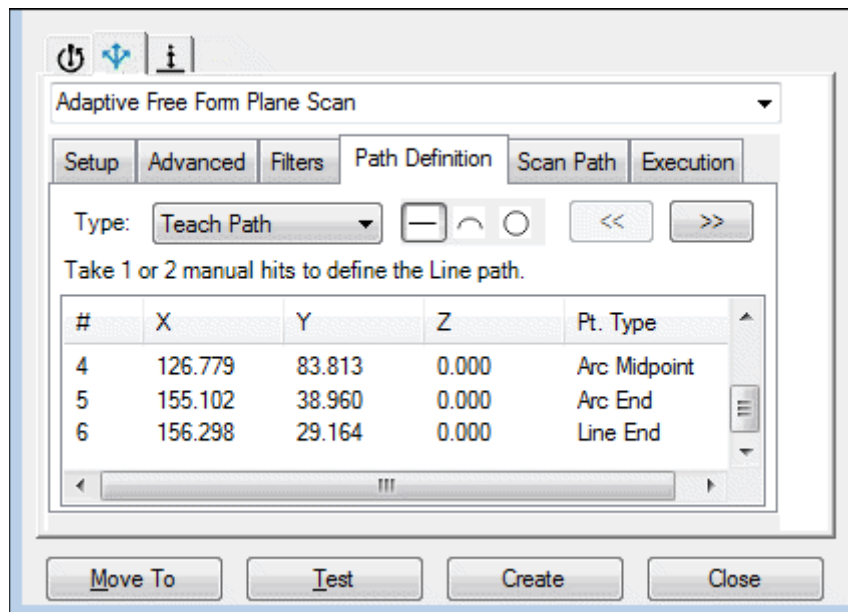 Adaptive Free Form Plane Scan
Setup Advanced Filters Path Definition Scan Path Execution
Type: Teach Path << >>
Take 1 or 2 manual hits to define the Line path.
# X Y Z Pt. Type
4 126.779 83.813 0.000 Arc Midpoint
5 155.102 38.960 0.000 Arc End
6 156.298 29.164 0.000 Line End
Move To Test Create Close